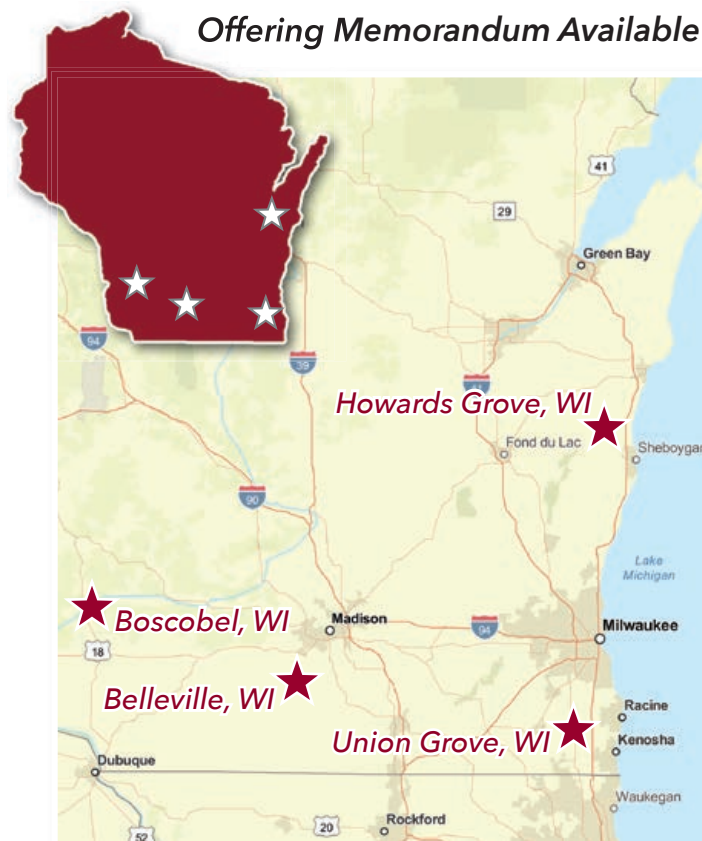 Offering Memorandum Available
41
29
Green Bay
94
39
Howards Grove, WI
Fond du Lac
Sheboygan
90
Lake
Michigan
Boscobel, WI
Madison
94
Milwaukee
18
Belleville, WI
Racine
Union Grove, WI
Kenosha
Dubuque
Waukegan
20
Rockford
52